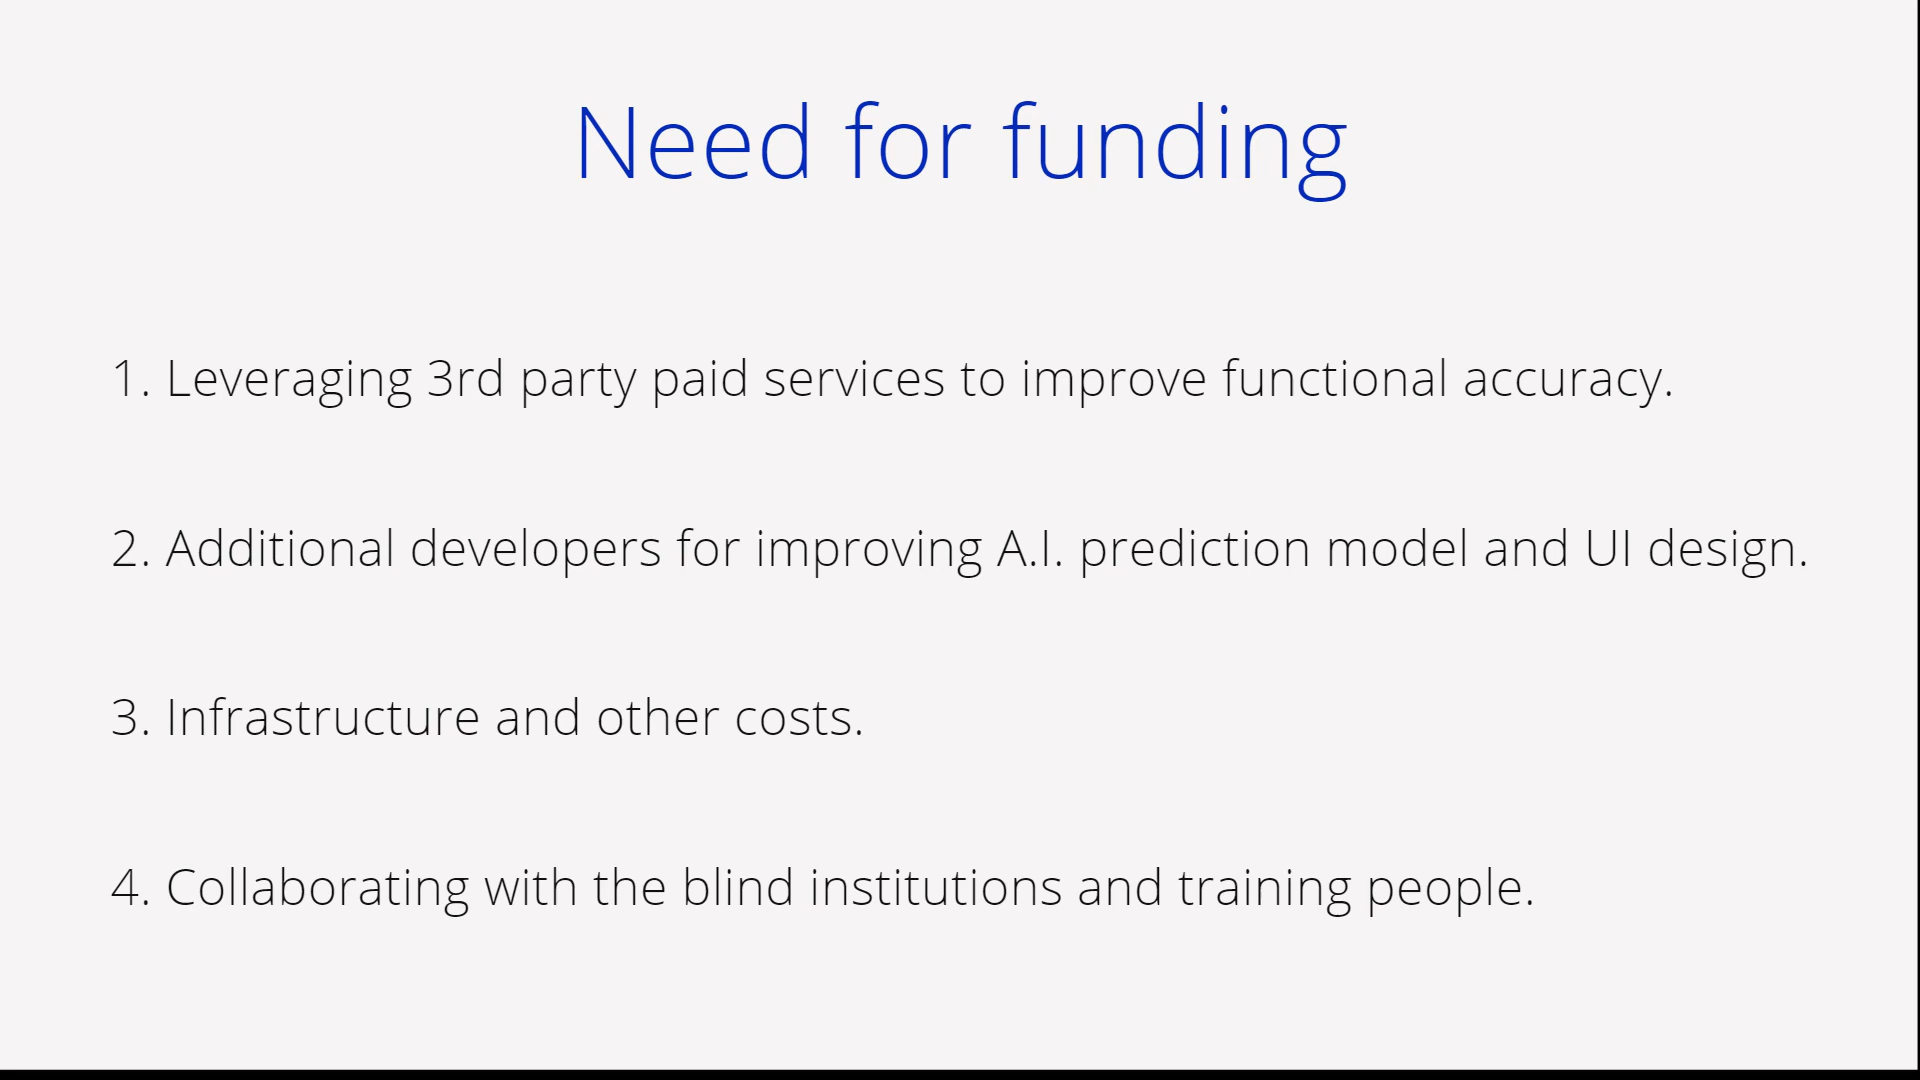 Need for funding
1. Leveraging 3rd party paid services to improve functional accuracy.
2. Additional developers for improving A.I. prediction model and UI design.
3. Infrastructure and other costs.
4. Collaborating with the blind institutions and training people.